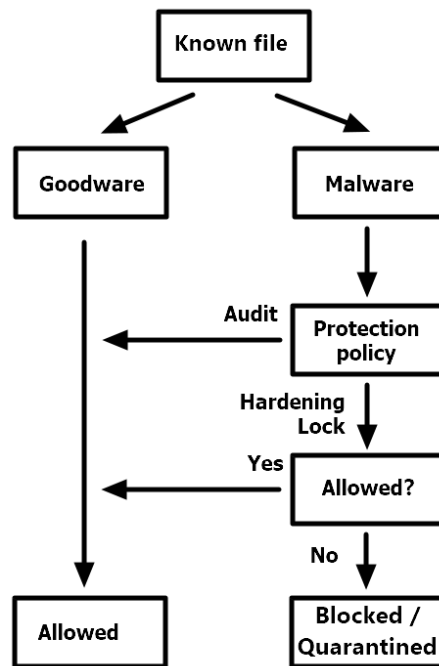 Known file
Goodware
Malware
Audit
Protection
policy
Hardening
Lock
Yes
Allowed?
No
Allowed
Blocked /
Quarantined